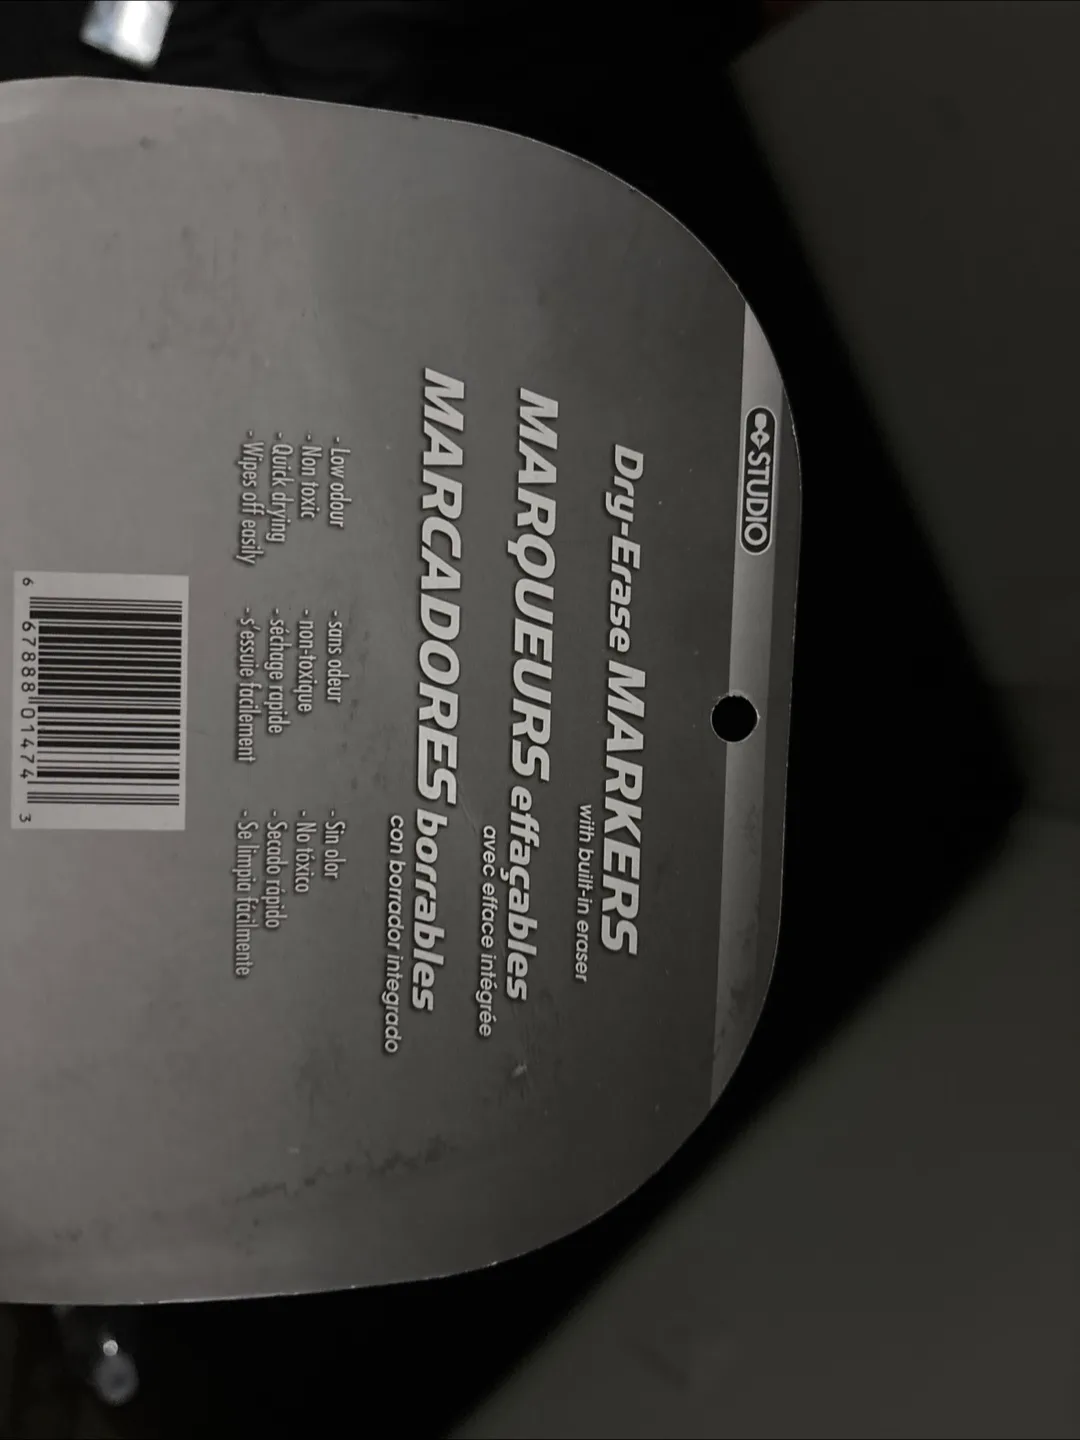 STUDIO
Dry-Erase MARKERS
with built-in eraser
MARQUEURS effaçables
avec efface intégrée
MARCADORES borrables
con borrador integrado
- Low odour
- Non toxic
- Quick drying
- Wipes off easily
- sans odeur
- non-toxique
- séchage rapide
- s'essuie facilement
- Sin olor
- No tóxico
- Secado rápido
- Se limpia fácilmente
6 67888 01474 3